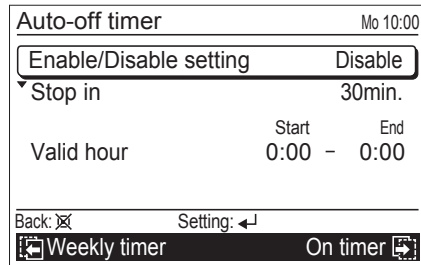 Auto-off timer Mo 10:00
Enable/Disable setting Disable
Stop in 30min.
Start End
Valid hour 0:00 – 0:00
Back: Setting:
Weekly timer On timer